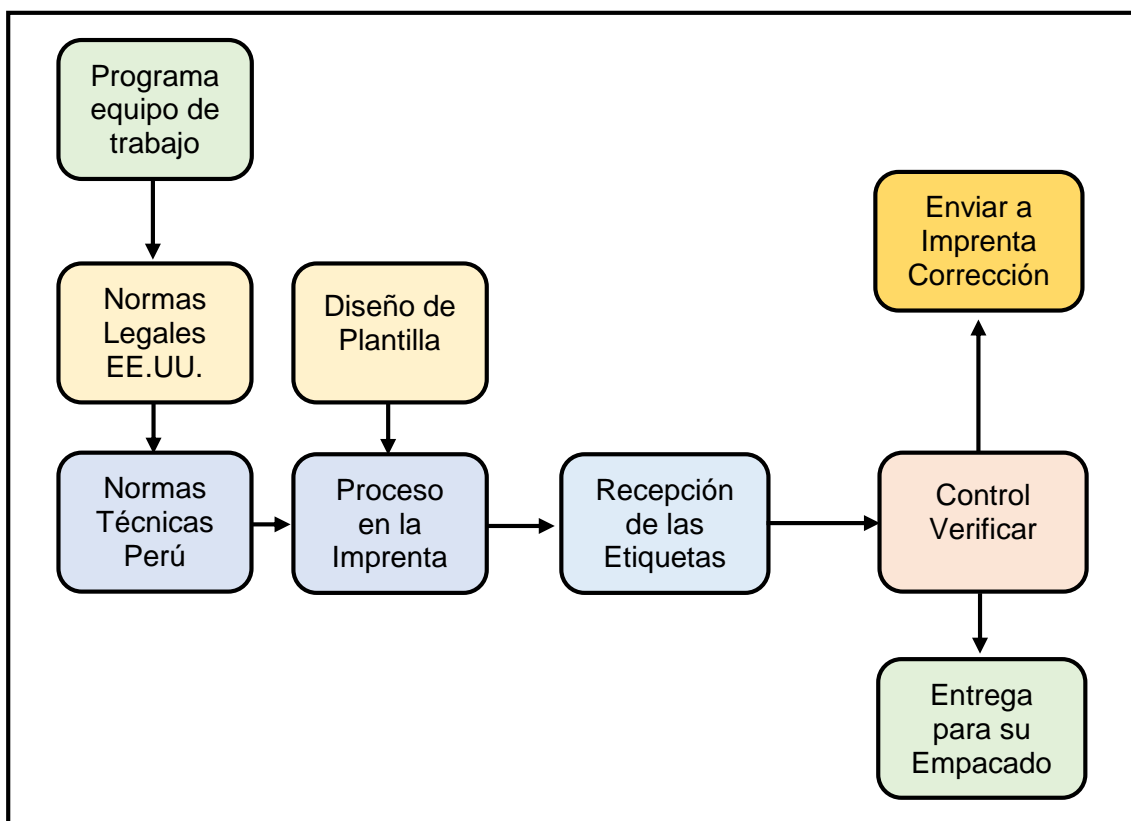 Programa
equipo de
trabajo
Normas
Legales
EE.UU.
Diseño de
Plantilla
Enviar a
Imprenta
Corrección
Normas
Técnicas
Perú
Proceso
en la
Imprenta
Recepción
de las
Etiquetas
Control
Verificar
Entrega
para su
Empacado